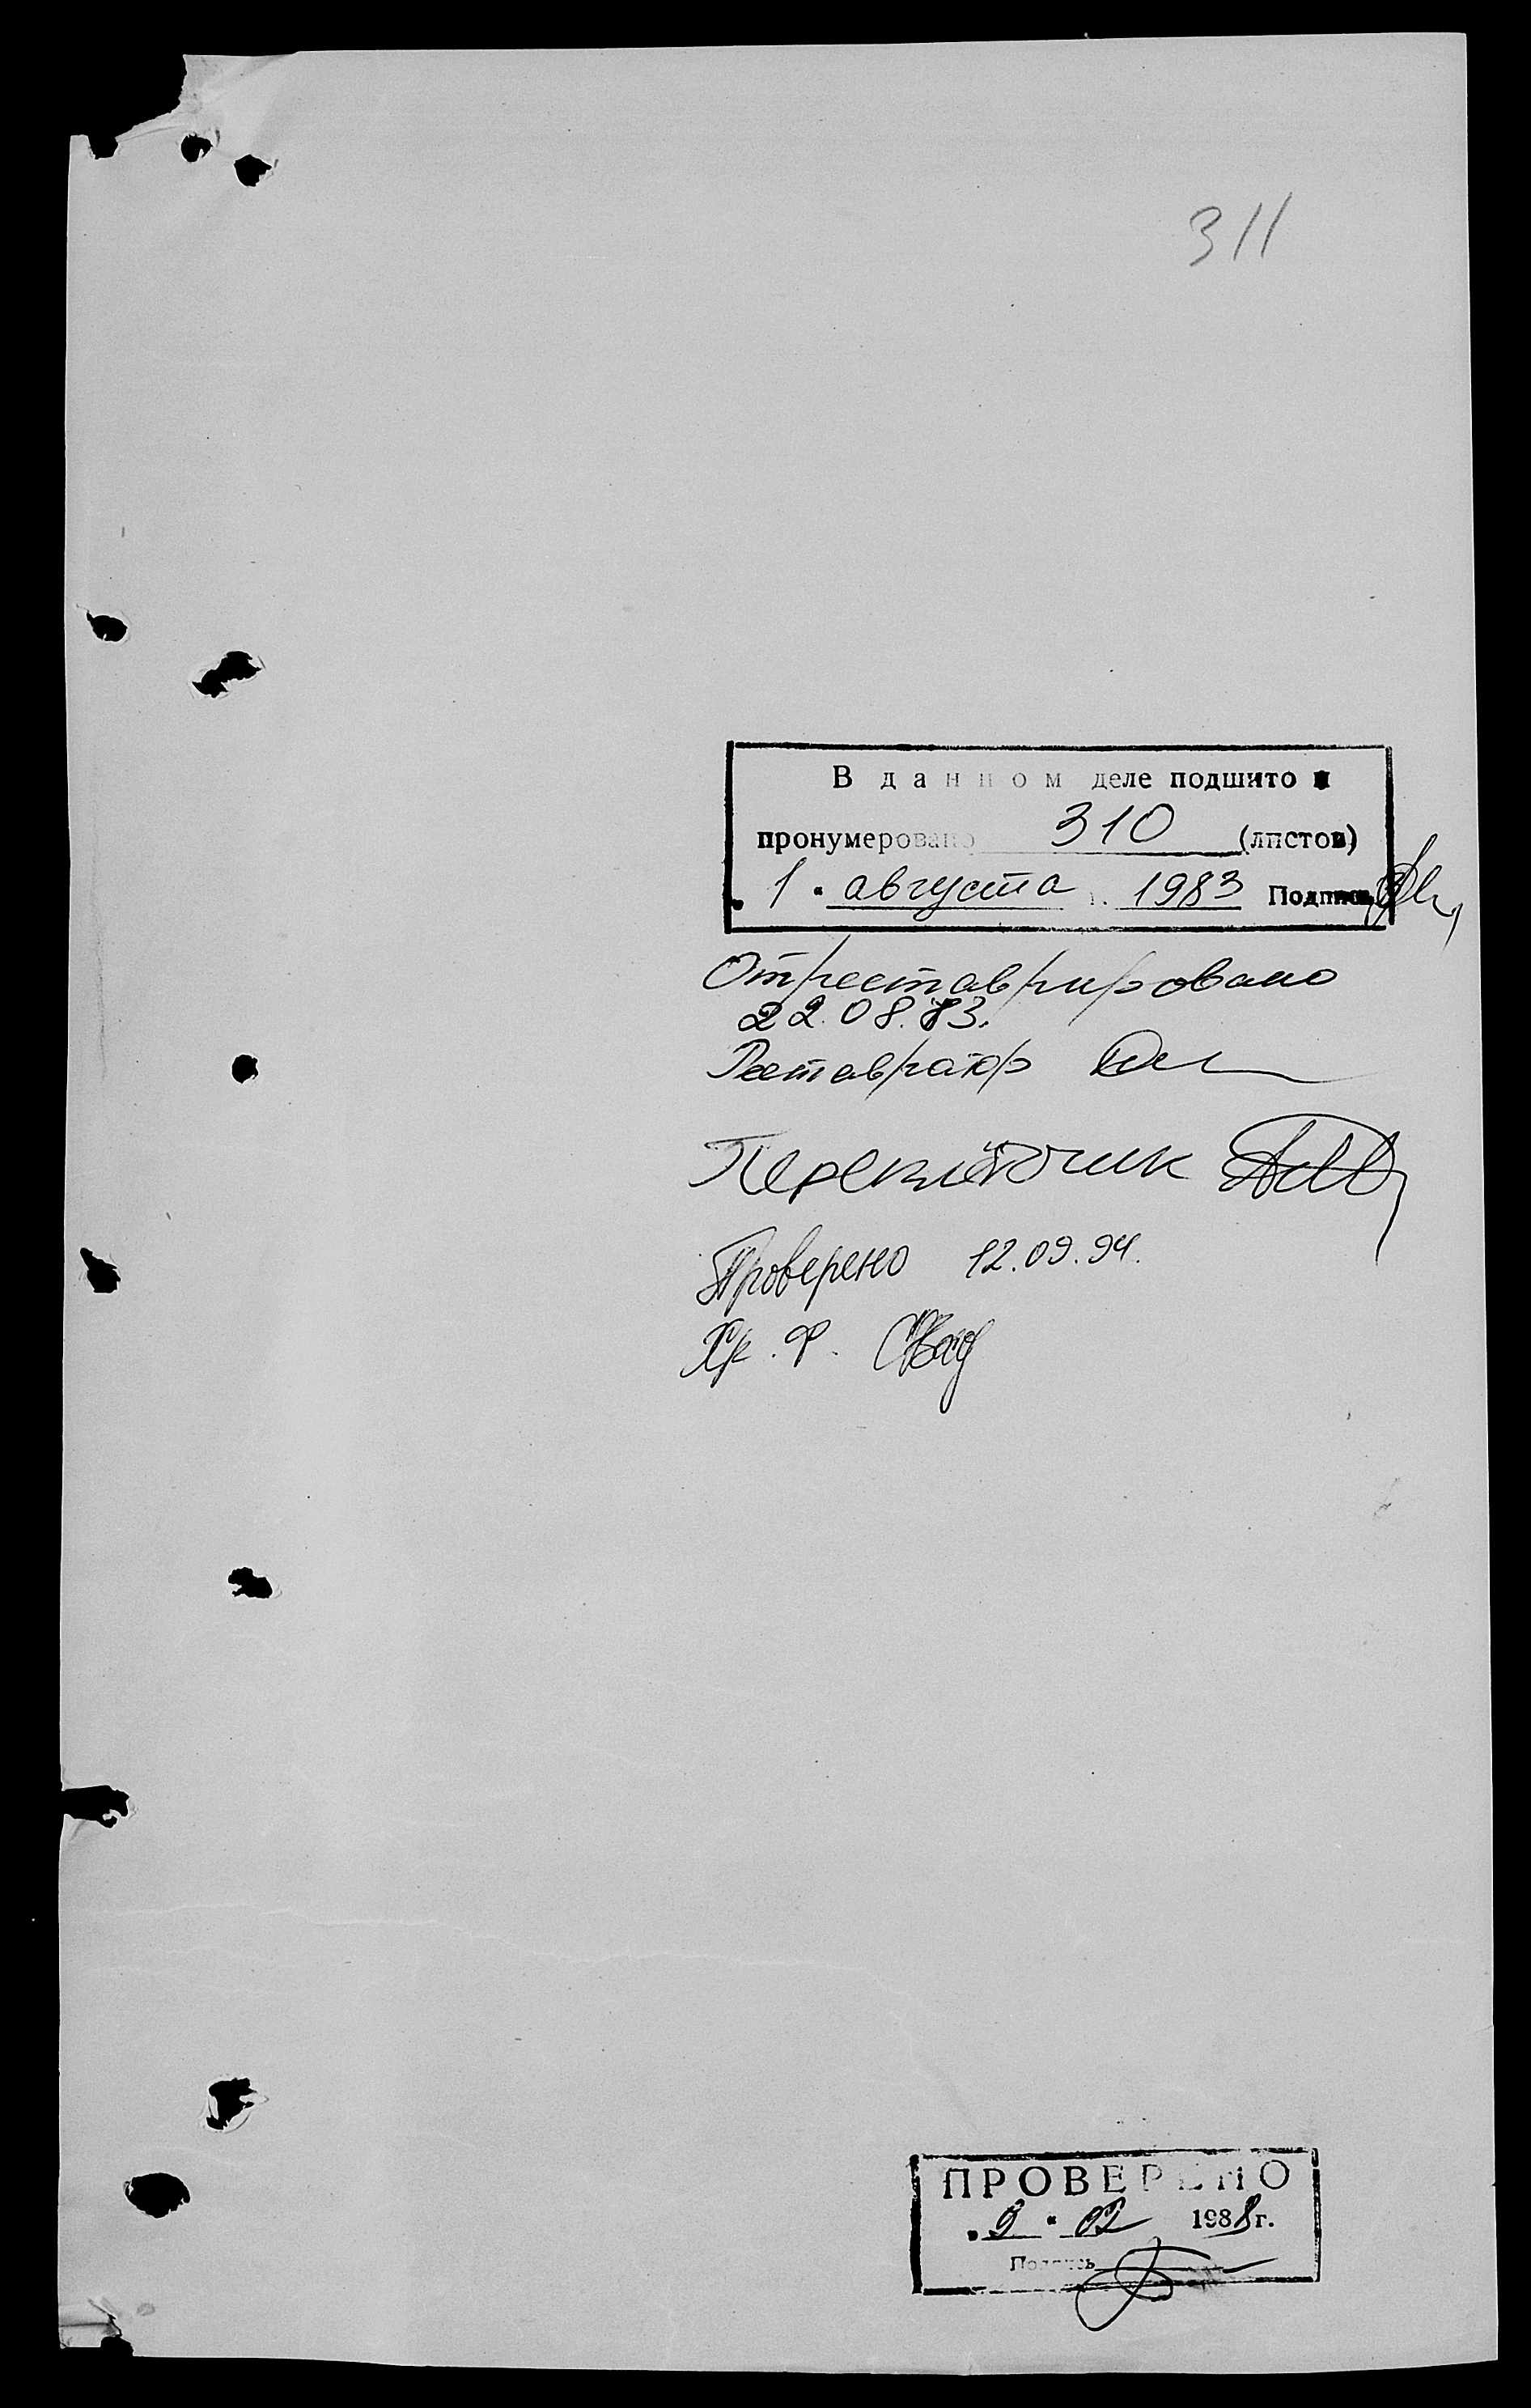 311
В данном деле подшито и
пронумеровано 310 (листов)
"1" августа г. 1983 Подпись
Отреставрировано
22.08.83.
Реставратор
Переплётчик
Проверено 12.09.94.
Хр. Ф.
ПРОВЕРЕНО
"9" 02 1988 г.
Подпись